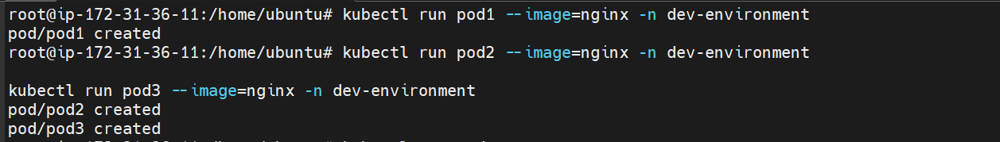 root@ip-172-31-36-11:/home/ubuntu# kubectl run pod1 --image=nginx -n dev-environment
pod/pod1 created
root@ip-172-31-36-11:/home/ubuntu# kubectl run pod2 --image=nginx -n dev-environment
kubectl run pod3 --image=nginx -n dev-environment
pod/pod2 created
pod/pod3 created